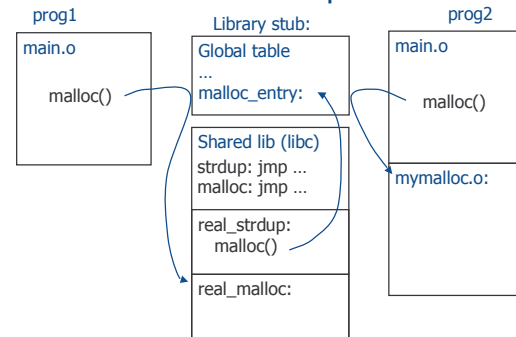 prog1
main.o
malloc()
Library stub:
Global table
...
malloc_entry:
Shared lib (libc)
strdup: jmp ...
malloc: jmp ...
real_strdup:
malloc()
real_malloc:
prog2
main.o
malloc()
mymalloc.o: